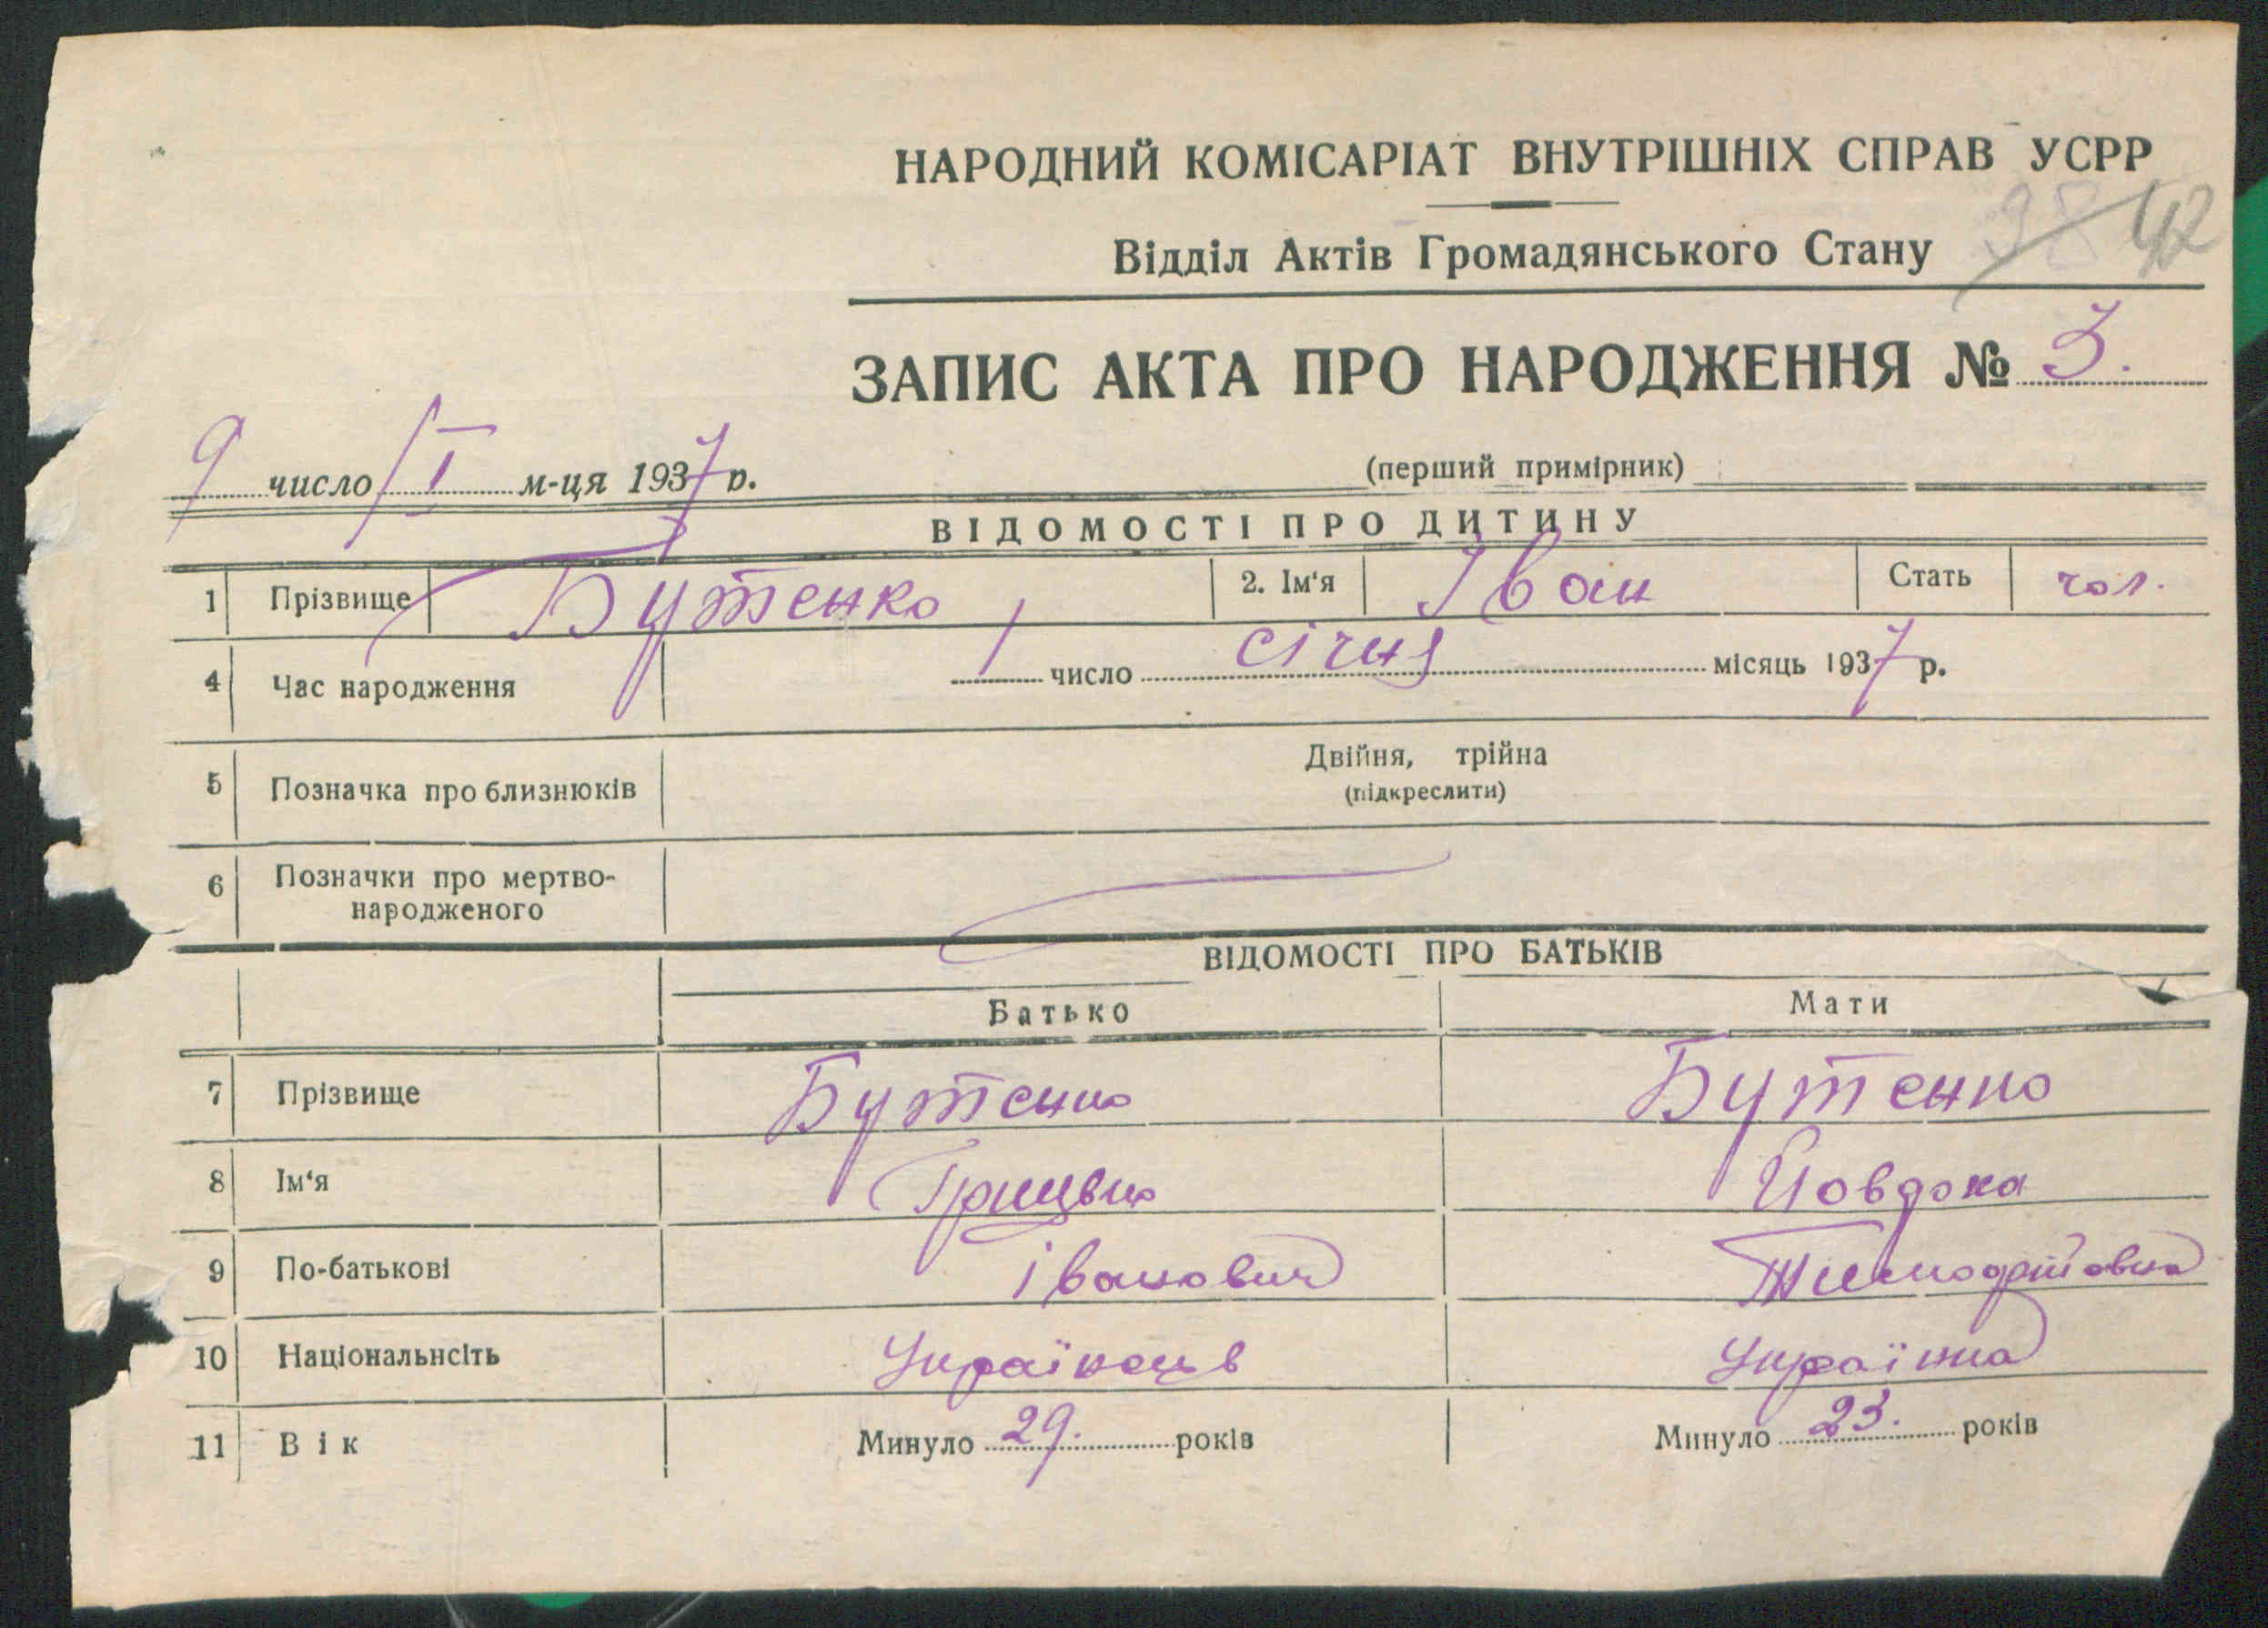 НАРОДНИЙ КОМІСАРІАТ ВНУТРІШНІХ СПРАВ УСРР
38 42
Відділ Актів Громадянського Стану
ЗАПИС АКТА ПРО НАРОДЖЕННЯ № 3.
9 число I м-ця 1937 р.
(перший примірник)
ВІДОМОСТІ ПРО ДИТИНУ
1 Прізвище Бутенко 2. Ім'я Іван Стать чол.
4 Час народження 1 число січня місяць 1937 р.
5 Позначка про близнюків Двійня, трійна
(підкреслити)
6 Позначки про мертво-
народженого
ВІДОМОСТІ ПРО БАТЬКІВ
Батько Мати
7 Прізвище Бутенко Бутенко
8 Ім'я Йовдоха
9 По-батькові Іванович
10 Національнсіть Українець Українка
11 Вік Минуло 29. років Минуло 23. років